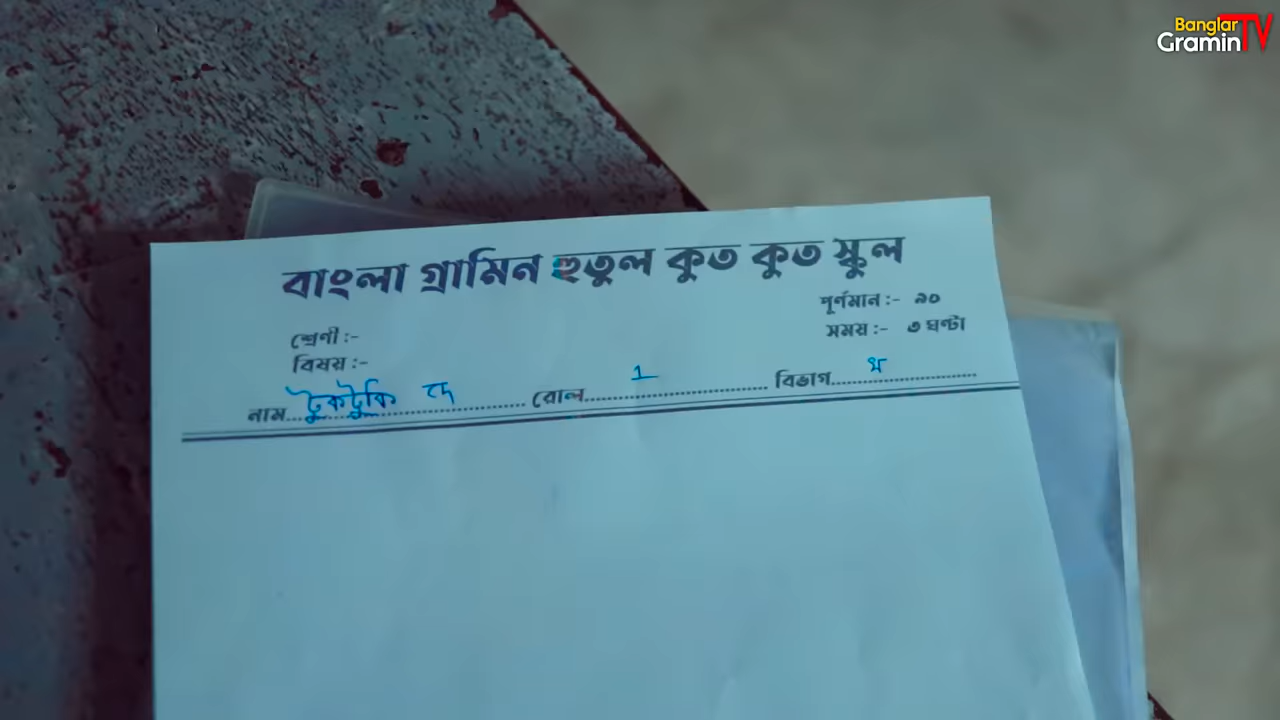 Banglar
Gramin TV
বাংলা গ্রামিন হুতুল কুত কুত স্কুল
পূর্ণমান :- ৯০
শ্রেণী :-
সময় :- ৩ ঘণ্টা
বিষয় :-
নাম... টুকটুকি দে ... রোল... 1 ... বিভাগ... খ ...